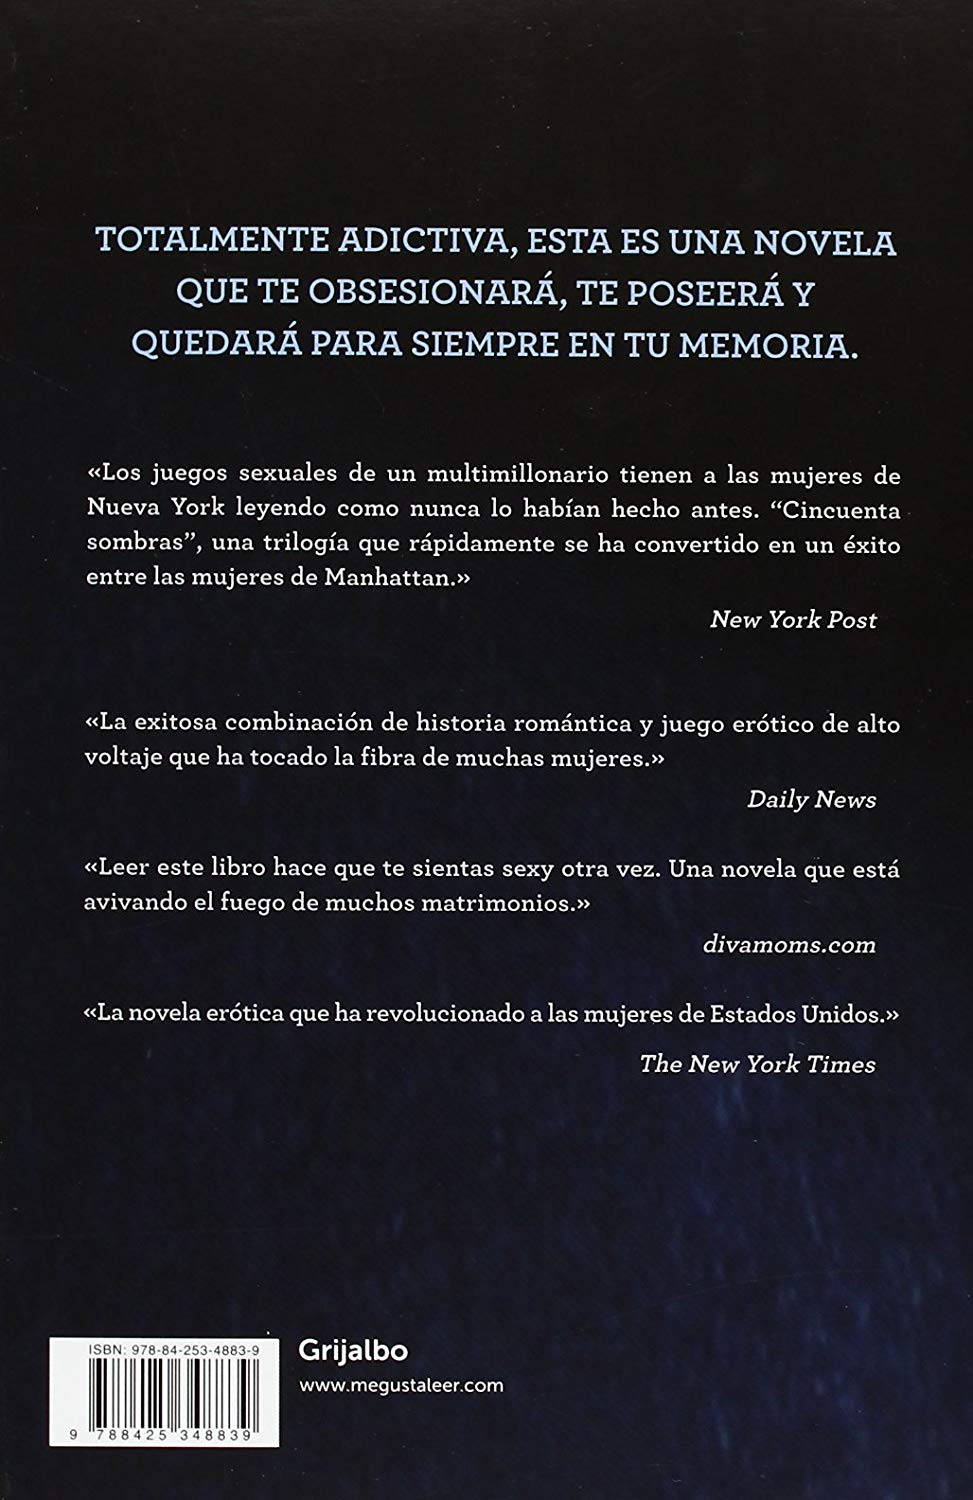 TOTALMENTE ADICTIVA, ESTA ES UNA NOVELA
QUE TE OBSESIONARÁ, TE POSEERÁ Y
QUEDARÁ PARA SIEMPRE EN TU MEMORIA.
«Los juegos sexuales de un multimillonario tienen a las mujeres de
Nueva York leyendo como nunca lo habían hecho antes. “Cincuenta
sombras”, una trilogía que rápidamente se ha convertido en un éxito
entre las mujeres de Manhattan.»
New York Post
«La exitosa combinación de historia romántica y juego erótico de alto
voltaje que ha tocado la fibra de muchas mujeres.»
Daily News
«Leer este libro hace que te sientas sexy otra vez. Una novela que está
avivando el fuego de muchos matrimonios.»
divamoms.com
«La novela erótica que ha revolucionado a las mujeres de Estados Unidos.»
The New York Times
ISBN: 978-84-253-4883-9
9 788425 348839
Grijalbo
www.megustaleer.com